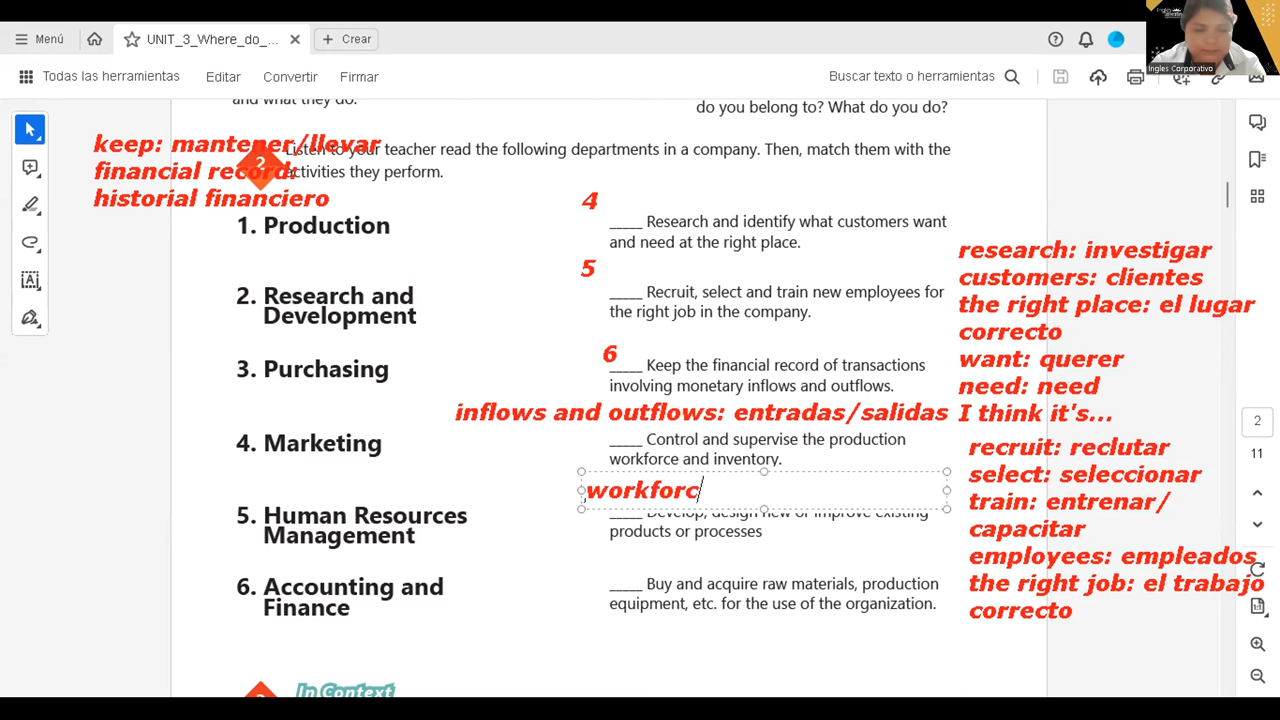 Menú
UNIT_3_Where_do_...
Crear
Todas las herramientas
Editar
Convertir
Firmar
Buscar texto o herramientas
Ingles Corporativo
and what they do.
do you belong to? What do you do?
keep: mantener/llevar
financial record:
historial financiero
2
Listen to your teacher read the following departments in a company. Then, match them with the
activities they perform.
1. Production
4
_____ Research and identify what customers want
and need at the right place.
2. Research and
Development
5
_____ Recruit, select and train new employees for
the right job in the company.
3. Purchasing
6
_____ Keep the financial record of transactions
involving monetary inflows and outflows.
inflows and outflows: entradas/salidas
4. Marketing
_____ Control and supervise the production
workforce and inventory.
workforc
5. Human Resources
Management
_____ Develop, design new or improve existing
products or processes
6. Accounting and
Finance
_____ Buy and acquire raw materials, production
equipment, etc. for the use of the organization.
research: investigar
customers: clientes
the right place: el lugar
correcto
want: querer
need: need
I think it's...
recruit: reclutar
select: seleccionar
train: entrenar/
capacitar
employees: empleados
the right job: el trabajo
correcto
2
11
In Context